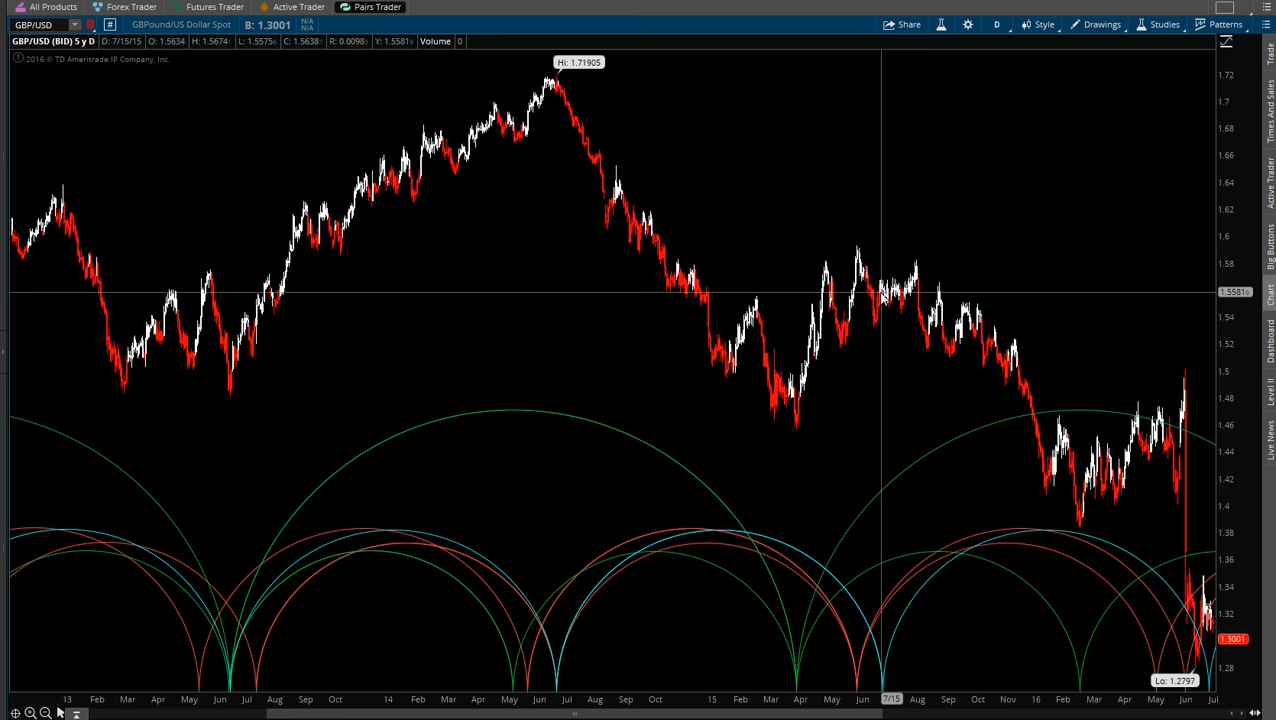 All Products Forex Trader Futures Trader Active Trader Pairs Trader
GBP/USD # GBPound/US Dollar Spot B: 1.3001 N/A N/A Share D Style Drawings Studies Patterns
GBP/USD (BID) 5 y D D: 7/15/15 O: 1.5634 H: 1.5674 L: 1.5575 C: 1.5638 R: 0.0098 Y: 1.5581 Volume 0
2016 © TD Ameritrade IP Company, Inc.
Hi: 1.71905
1.72
1.7
1.68
1.66
1.64
1.62
1.6
1.58
1.5581
1.54
1.52
1.5
1.48
1.46
1.44
1.42
1.4
1.38
1.36
1.34
1.32
1.3001
1.28
Lo: 1.2797
13 Feb Mar Apr May Jun Jul Aug Sep Oct 14 Feb Mar Apr May Jun Jul Aug Sep Oct 15 Feb Mar Apr May Jun 7/15 Aug Sep Oct Nov 16 Feb Mar Apr May Jun Jul
Trade
Times And Sales
Active Trader
Big Buttons
Chart
Dashboard
Level II
Live News